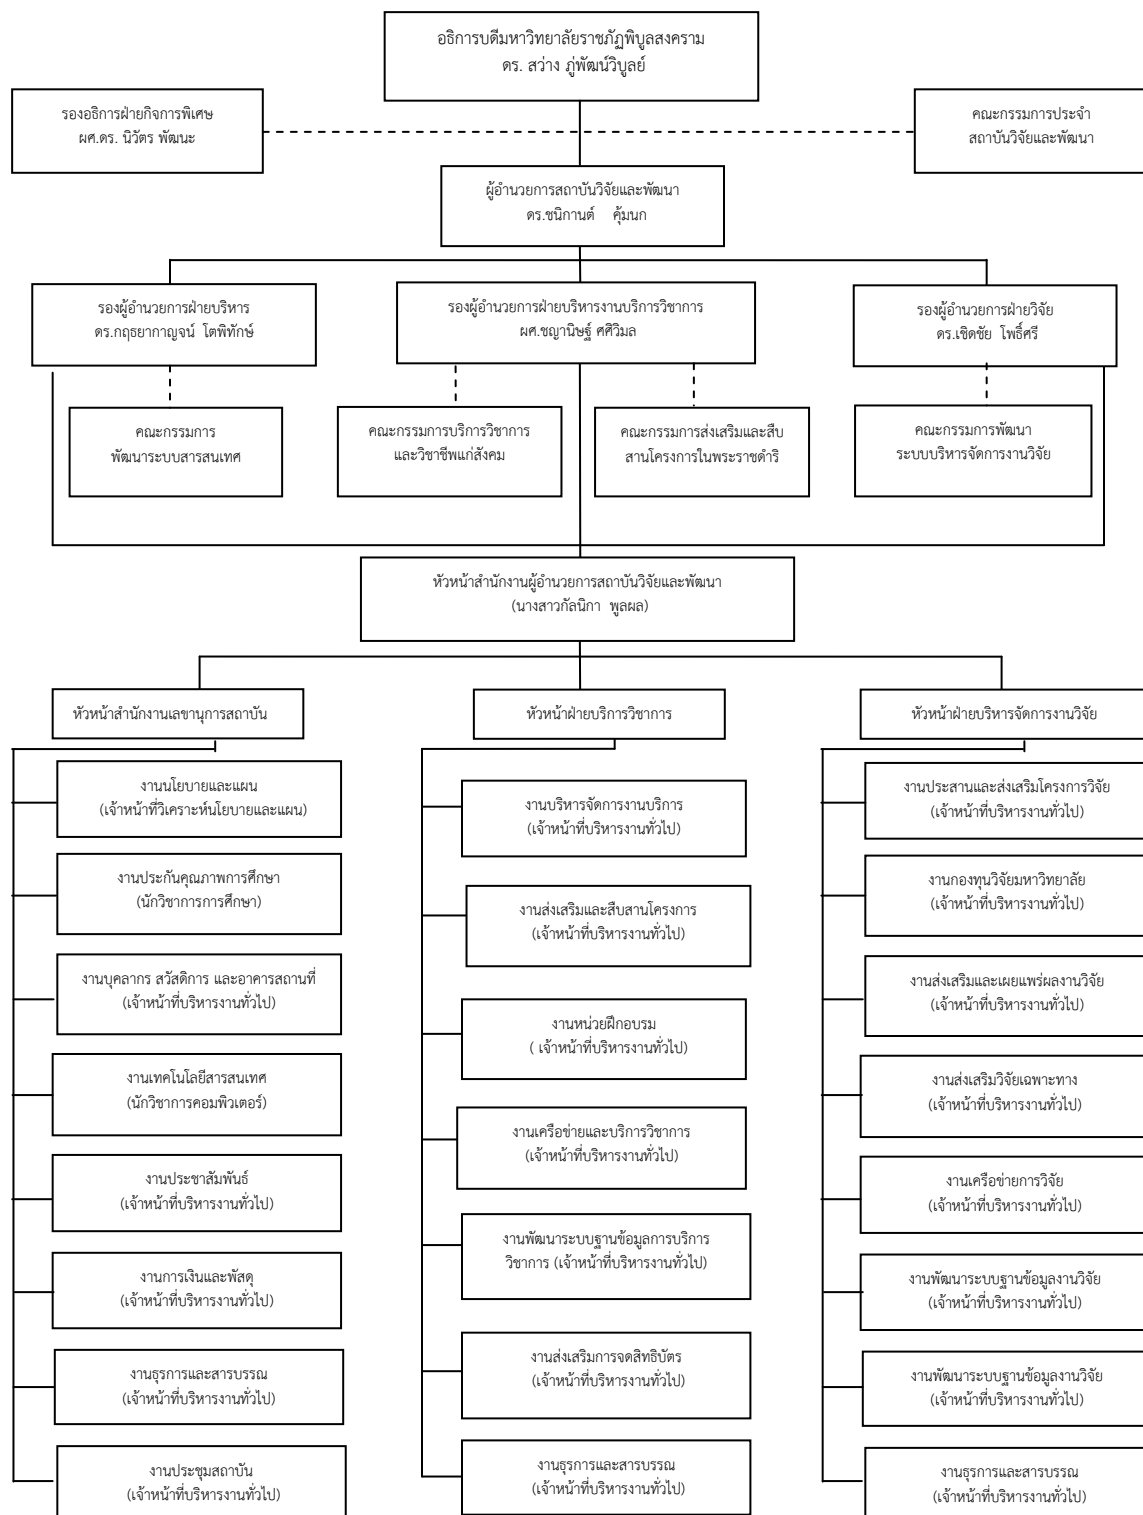 อธิการบดีมหาวิทยาลัยราชภัฏพิบูลสงคราม
ดร. สว่าง ภู่พัฒน์วิบูลย์
รองอธิการฝ่ายกิจการพิเศษ
ผศ.ดร. นิวัตร พัฒนะ
คณะกรรมการประจำ
สถาบันวิจัยและพัฒนา
ผู้อำนวยการสถาบันวิจัยและพัฒนา
ดร.ชนิกานต์ คุ้มนก
รองผู้อำนวยการฝ่ายบริหาร
ดร.กฤธยากาญจน์ โตพิทักษ์
รองผู้อำนวยการฝ่ายบริหารงานบริการวิชาการ
ผศ.ชญานิษฐ์ ศศิวิมล
รองผู้อำนวยการฝ่ายวิจัย
ดร.เชิดชัย โพธิ์ศรี
คณะกรรมการ
พัฒนาระบบสารสนเทศ
คณะกรรมการบริการวิชาการ
และวิชาชีพแก่สังคม
คณะกรรมการส่งเสริมและสืบ
สานโครงการในพระราชดำริ
คณะกรรมการพัฒนา
ระบบบริหารจัดการงานวิจัย
หัวหน้าสำนักงานผู้อำนวยการสถาบันวิจัยและพัฒนา
(นางสาวกัลนิกา พูลผล)
หัวหน้าสำนักงานเลขานุการสถาบัน
หัวหน้าฝ่ายบริการวิชาการ
หัวหน้าฝ่ายบริหารจัดการงานวิจัย
งานนโยบายและแผน
(เจ้าหน้าที่วิเคราะห์นโยบายและแผน)
งานประกันคุณภาพการศึกษา
(นักวิชาการการศึกษา)
งานบุคลากร สวัสดิการ และอาคารสถานที่
(เจ้าหน้าที่บริหารงานทั่วไป)
งานเทคโนโลยีสารสนเทศ
(นักวิชาการคอมพิวเตอร์)
งานประชาสัมพันธ์
(เจ้าหน้าที่บริหารงานทั่วไป)
งานการเงินและพัสดุ
(เจ้าหน้าที่บริหารงานทั่วไป)
งานธุรการและสารบรรณ
(เจ้าหน้าที่บริหารงานทั่วไป)
งานประชุมสถาบัน
(เจ้าหน้าที่บริหารงานทั่วไป)
งานบริหารจัดการงานบริการ
(เจ้าหน้าที่บริหารงานทั่วไป)
งานส่งเสริมและสืบสานโครงการ
(เจ้าหน้าที่บริหารงานทั่วไป)
งานหน่วยฝึกอบรม
( เจ้าหน้าที่บริหารงานทั่วไป)
งานเครือข่ายและบริการวิชาการ
(เจ้าหน้าที่บริหารงานทั่วไป)
งานพัฒนาระบบฐานข้อมูลการบริการ
วิชาการ (เจ้าหน้าที่บริหารงานทั่วไป)
งานส่งเสริมการจดสิทธิบัตร
(เจ้าหน้าที่บริหารงานทั่วไป)
งานธุรการและสารบรรณ
(เจ้าหน้าที่บริหารงานทั่วไป)
งานประสานและส่งเสริมโครงการวิจัย
(เจ้าหน้าที่บริหารงานทั่วไป)
งานกองทุนวิจัยมหาวิทยาลัย
(เจ้าหน้าที่บริหารงานทั่วไป)
งานส่งเสริมและเผยแพร่ผลงานวิจัย
(เจ้าหน้าที่บริหารงานทั่วไป)
งานส่งเสริมวิจัยเฉพาะทาง
(เจ้าหน้าที่บริหารงานทั่วไป)
งานเครือข่ายการวิจัย
(เจ้าหน้าที่บริหารงานทั่วไป)
งานพัฒนาระบบฐานข้อมูลงานวิจัย
(เจ้าหน้าที่บริหารงานทั่วไป)
งานพัฒนาระบบฐานข้อมูลงานวิจัย
(เจ้าหน้าที่บริหารงานทั่วไป)
งานธุรการและสารบรรณ
(เจ้าหน้าที่บริหารงานทั่วไป)